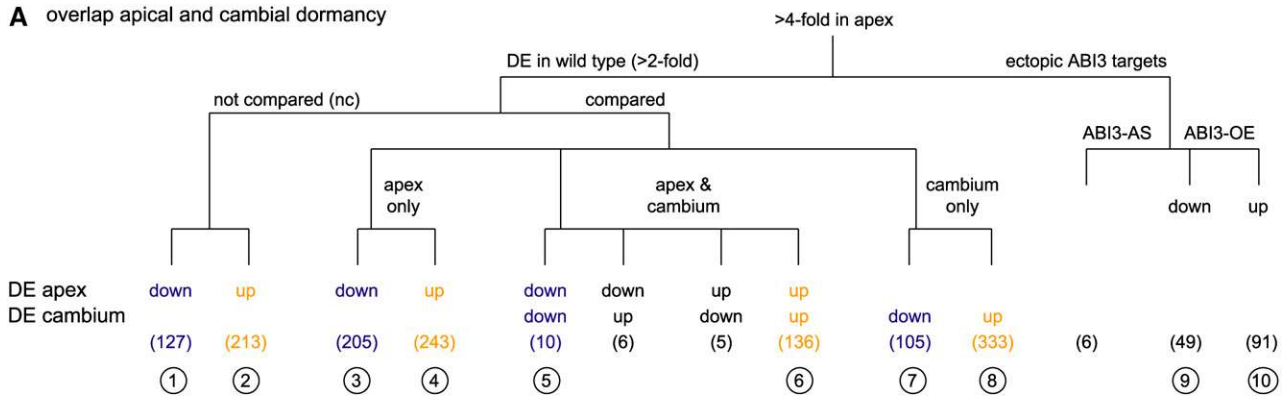 A overlap apical and cambial dormancy
>4-fold in apex
DE in wild type (>2-fold) ectopic ABI3 targets
not compared (nc) compared
ABI3-AS ABI3-OE
apex only apex & cambium cambium only
down up
DE apex down up down up down down up up
DE cambium down up down up down up
(127) (213) (205) (243) (10) (6) (5) (136) (105) (333) (6) (49) (91)
1 2 3 4 5 6 7 8 9 10